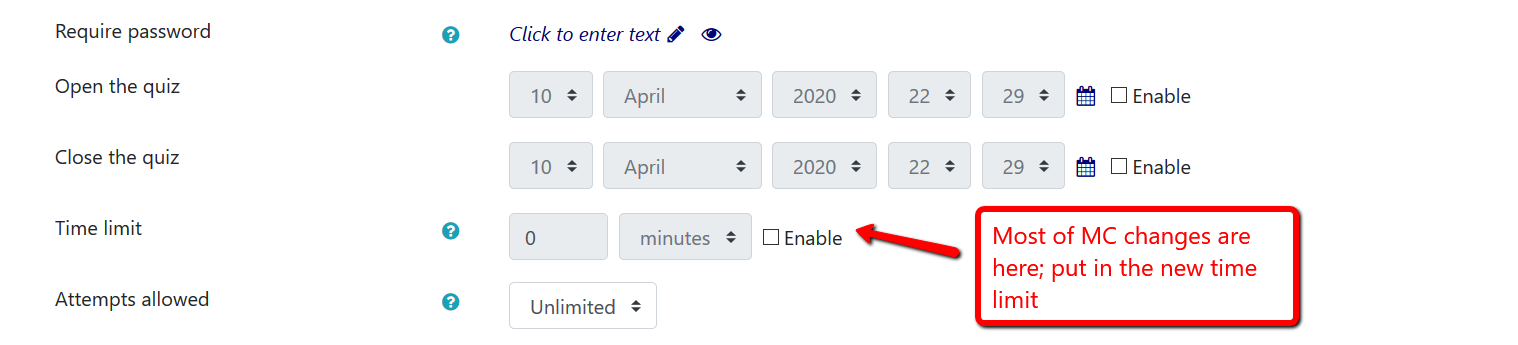 Require password ? Click to enter text
Open the quiz 10 April 2020 22 29 Enable
Close the quiz 10 April 2020 22 29 Enable
Time limit ? 0 minutes Enable
Most of MC changes are
here; put in the new time
limit
Attempts allowed ? Unlimited